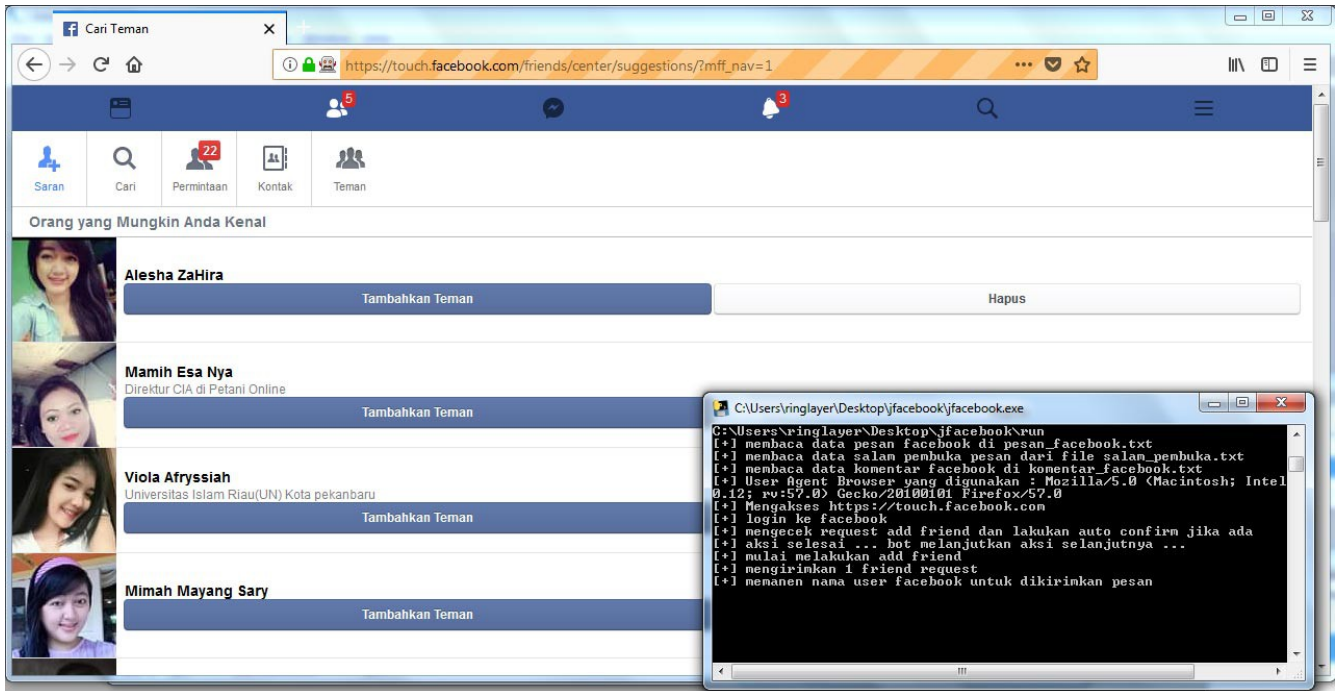 Cari Teman
https://touch.facebook.com/friends/center/suggestions/?mff_nav=1
5
3
22
Saran
Cari
Permintaan
Kontak
Teman
Orang yang Mungkin Anda Kenal
Alesha ZaHira
Tambahkan Teman
Hapus
Mamih Esa Nya
Direktur CIA di Petani Online
Tambahkan Teman
Viola Afryssiah
Universitas Islam Riau(UN) Kota pekanbaru
Tambahkan Teman
Mimah Mayang Sary
Tambahkan Teman
C:\Users\ringlayer\Desktop\jfacebook\jfacebook.exe
C:\Users\ringlayer\Desktop\jfacebook\run
[+] membaca data pesan facebook di pesan_facebook.txt
[+] membaca data salam pembuka pesan dari file salam_pembuka.txt
[+] membaca data komentar facebook di komentar_facebook.txt
[+] User Agent Browser yang digunakan : Mozilla/5.0 (Macintosh; Intel
0.12; rv:57.0) Gecko/20100101 Firefox/57.0
[+] Mengakses https://touch.facebook.com
[+] login ke facebook
[+] mengecek request add friend dan lakukan auto confirm jika ada
[+] aksi selesai ... bot melanjutkan aksi selanjutnya ...
[+] mulai melakukan add friend
[+] mengirimkan 1 friend request
[+] memanen nama user facebook untuk dikirimkan pesan